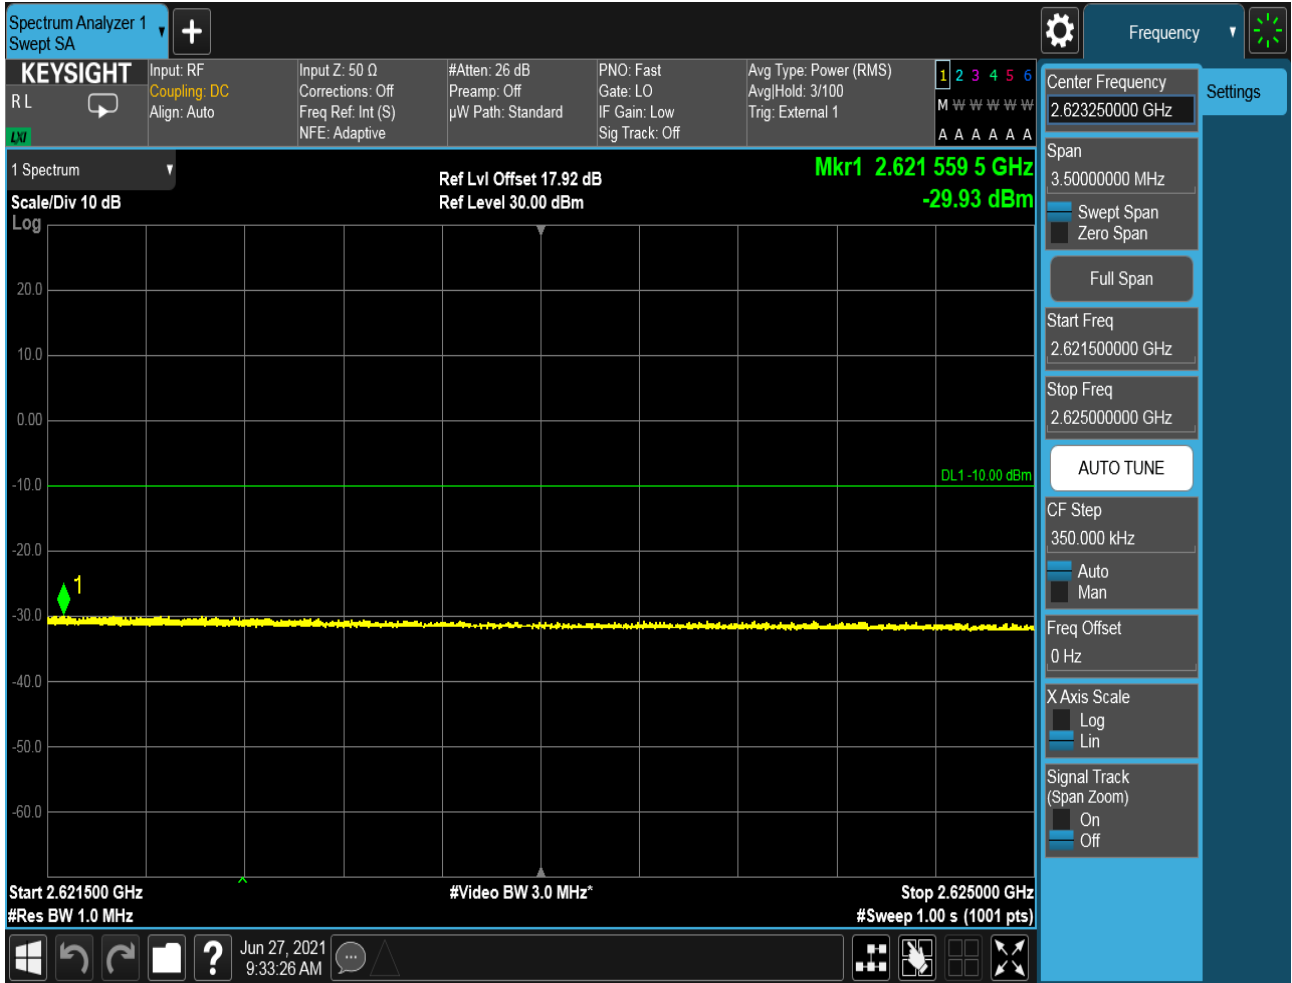 Spectrum Analyzer 1
Swept SA
Frequency
KEYSIGHT
R L
LXI
Input: RF
Coupling: DC
Align: Auto
Input Z: 50 Ω
Corrections: Off
Freq Ref: Int (S)
NFE: Adaptive
#Atten: 26 dB
Preamp: Off
µW Path: Standard
PNO: Fast
Gate: LO
IF Gain: Low
Sig Track: Off
Avg Type: Power (RMS)
Avg|Hold: 3/100
Trig: External 1
1 2 3 4 5 6
M W W W W W
A A A A A A
1 Spectrum
Scale/Div 10 dB
Log
Ref Lvl Offset 17.92 dB
Ref Level 30.00 dBm
Mkr1 2.621 559 5 GHz
-29.93 dBm
20.0
10.0
0.00
-10.0
DL1 -10.00 dBm
-20.0
1
-30.0
-40.0
-50.0
-60.0
Start 2.621500 GHz
#Res BW 1.0 MHz
#Video BW 3.0 MHz*
Stop 2.625000 GHz
#Sweep 1.00 s (1001 pts)
?
Jun 27, 2021
9:33:26 AM
Center Frequency
2.623250000 GHz
Settings
Span
3.50000000 MHz
Swept Span
Zero Span
Full Span
Start Freq
2.621500000 GHz
Stop Freq
2.625000000 GHz
AUTO TUNE
CF Step
350.000 kHz
Auto
Man
Freq Offset
0 Hz
X Axis Scale
Log
Lin
Signal Track
(Span Zoom)
On
Off